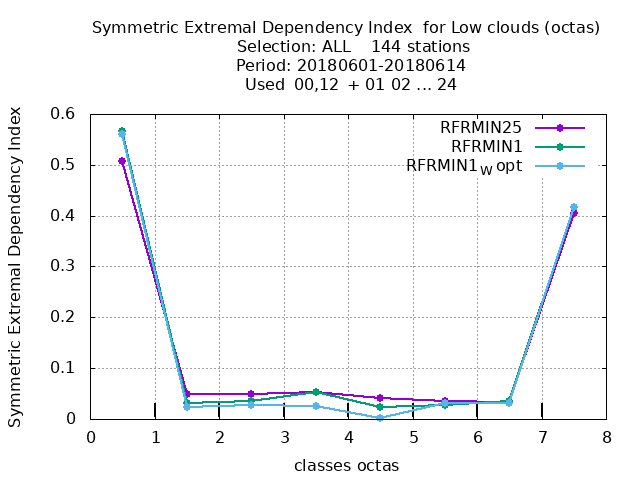 Symmetric Extremal Dependency Index  for Low clouds (octas)
Selection: ALL    144 stations
Period: 20180601-20180614
Used  00,12  + 01 02 ... 24
Symmetric Extremal Dependency Index
0.6
0.5
0.4
0.3
0.2
0.1
0
RFRMIN25
RFRMIN1
RFRMIN1_W opt
0 1 2 3 4 5 6 7 8
classes octas